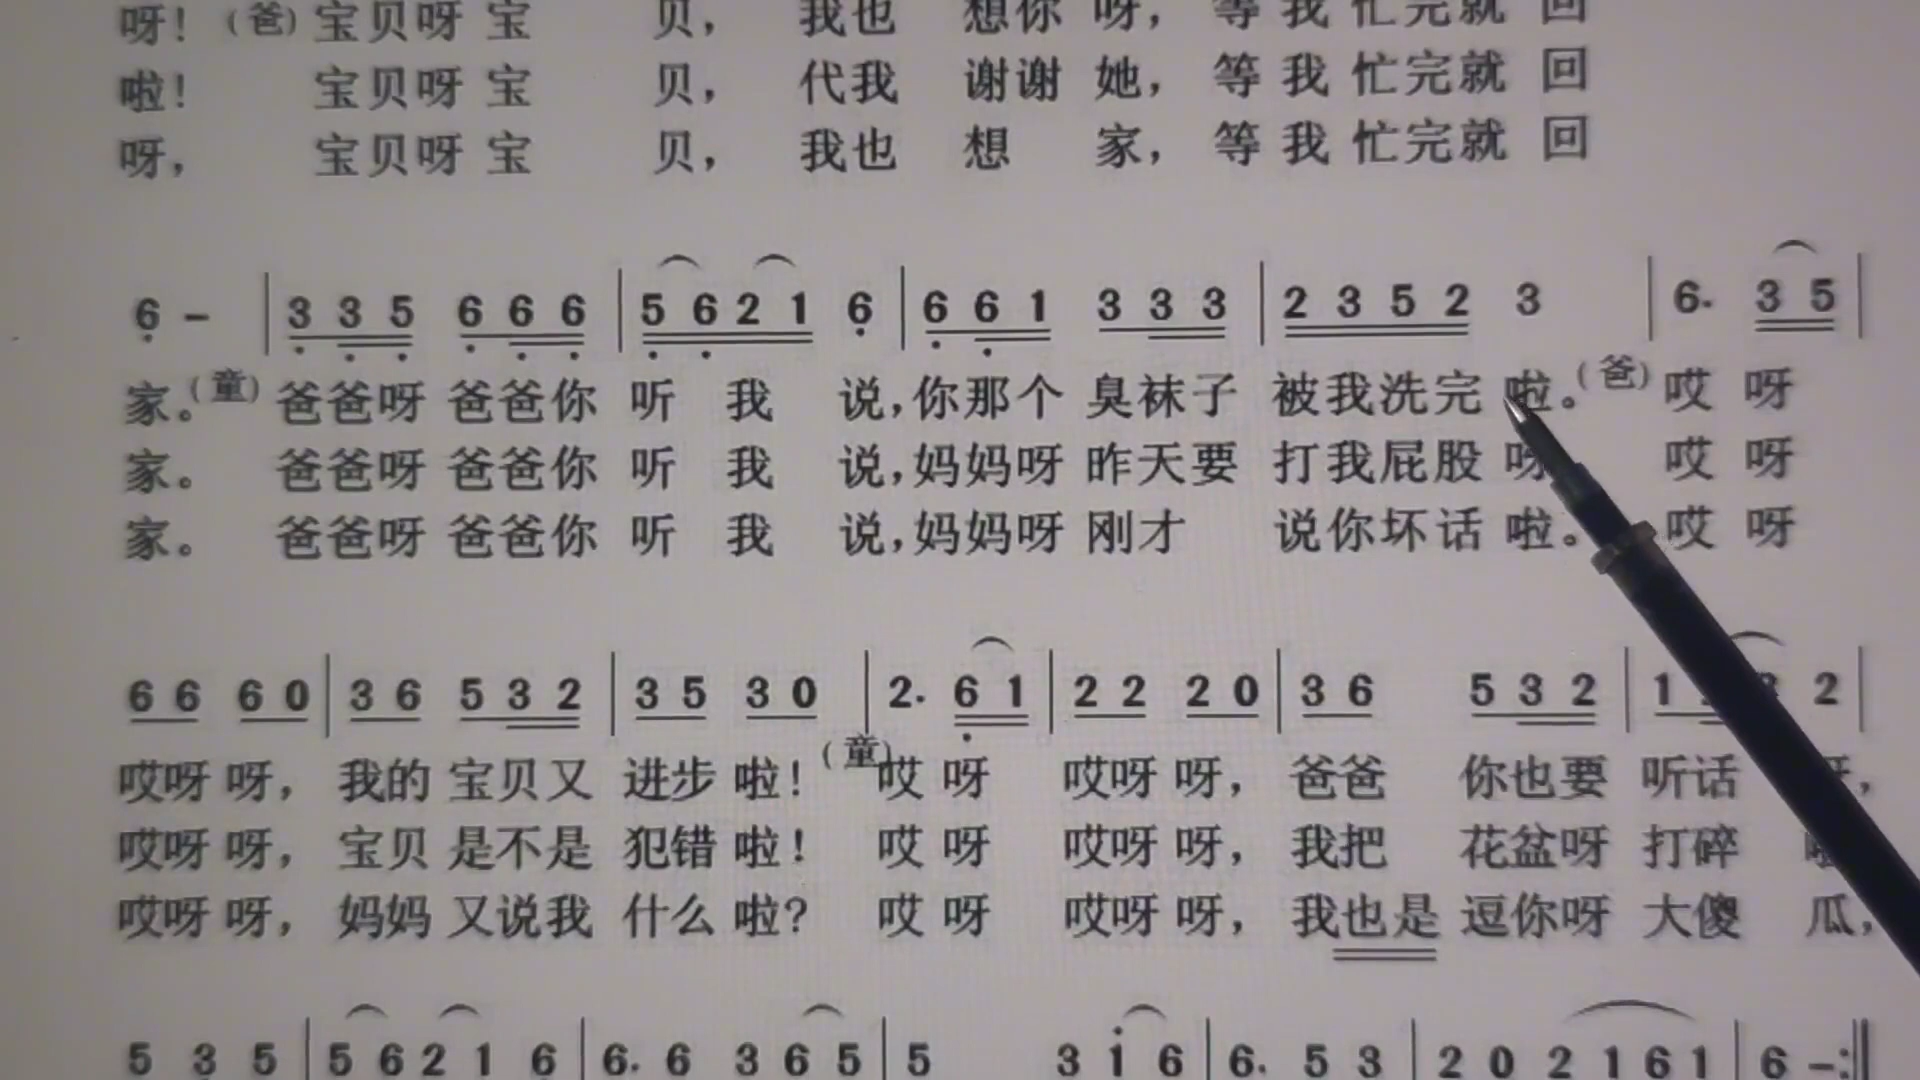 呀！（爸）宝贝呀 宝 贝， 我也 想你 呀， 等 我 忙完就 回
啦！ 宝贝呀 宝 贝， 代我 谢谢 她， 等 我 忙完就 回
呀， 宝贝呀 宝 贝， 我也 想 家， 等 我 忙完就 回
6̣ - | 3̣ 3̣ 5̣ 6̣ 6̣ 6̣ | 5̣ 6̣ 2 1 6̣ | 6̣ 6̣ 1 3 3 3 | 2 3 5 2 3 | 6. 3 5 |
家。（童）爸爸呀 爸爸你 听 我 说，你那个 臭袜子 被我洗完 啦。（爸）哎 呀
家。 爸爸呀 爸爸你 听 我 说，妈妈呀 昨天要 打我屁股 呀 哎 呀
家。 爸爸呀 爸爸你 听 我 说，妈妈呀 刚才 说你坏话 啦。 哎 呀
6 6 6 0 | 3 6 5 3 2 | 3 5 3 0 | 2. 6̣ 1 | 2 2 2 0 | 3 6 5 3 2 | 1 2 |
哎呀 呀， 我的 宝贝又 进步 啦！（童）哎 呀 哎呀 呀， 爸爸 你也要 听话 ，
哎呀 呀， 宝贝 是不是 犯错 啦！ 哎 呀 哎呀 呀， 我把 花盆呀 打碎
哎呀 呀， 妈妈 又说我 什么 啦？ 哎 呀 哎呀 呀， 我也是 逗你呀 大傻 瓜，
5 3 5 | 5 6 2 1 6 | 6. 6 3 6 5 | 5 3 1̇ 6 | 6. 5 3 | 2 0 2 1 6 1 | 6 - :‖